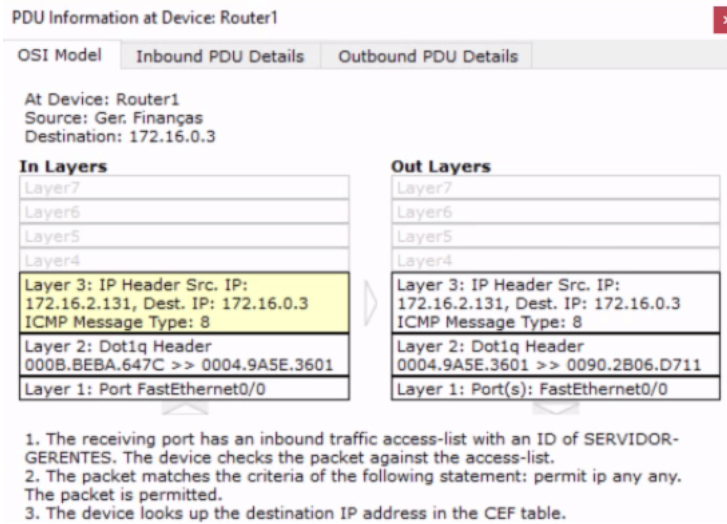 PDU Information at Device: Router1
OSI Model Inbound PDU Details Outbound PDU Details
At Device: Router1
Source: Ger. Finanças
Destination: 172.16.0.3
In Layers
Layer7
Layer6
Layer5
Layer4
Layer 3: IP Header Src. IP:
172.16.2.131, Dest. IP: 172.16.0.3
ICMP Message Type: 8
Layer 2: Dot1q Header
000B.BEBA.647C >> 0004.9A5E.3601
Layer 1: Port FastEthernet0/0
Out Layers
Layer7
Layer6
Layer5
Layer4
Layer 3: IP Header Src. IP:
172.16.2.131, Dest. IP: 172.16.0.3
ICMP Message Type: 8
Layer 2: Dot1q Header
0004.9A5E.3601 >> 0090.2B06.D711
Layer 1: Port(s): FastEthernet0/0
1. The receiving port has an inbound traffic access-list with an ID of SERVIDOR-
GERENTES. The device checks the packet against the access-list.
2. The packet matches the criteria of the following statement: permit ip any any.
The packet is permitted.
3. The device looks up the destination IP address in the CEF table.